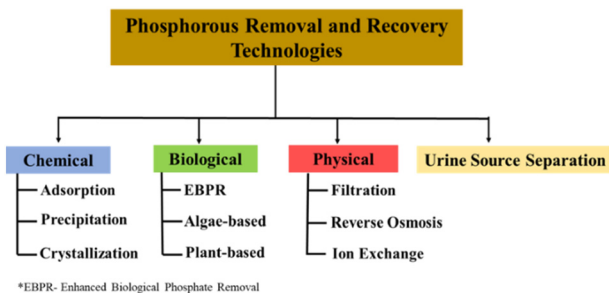 Phosphorous Removal and Recovery
Technologies
Chemical
Biological
Physical
Urine Source Separation
Adsorption
EBPR
Filtration
Precipitation
Algae-based
Reverse Osmosis
Crystallization
Plant-based
Ion Exchange
*EBPR- Enhanced Biological Phosphate Removal